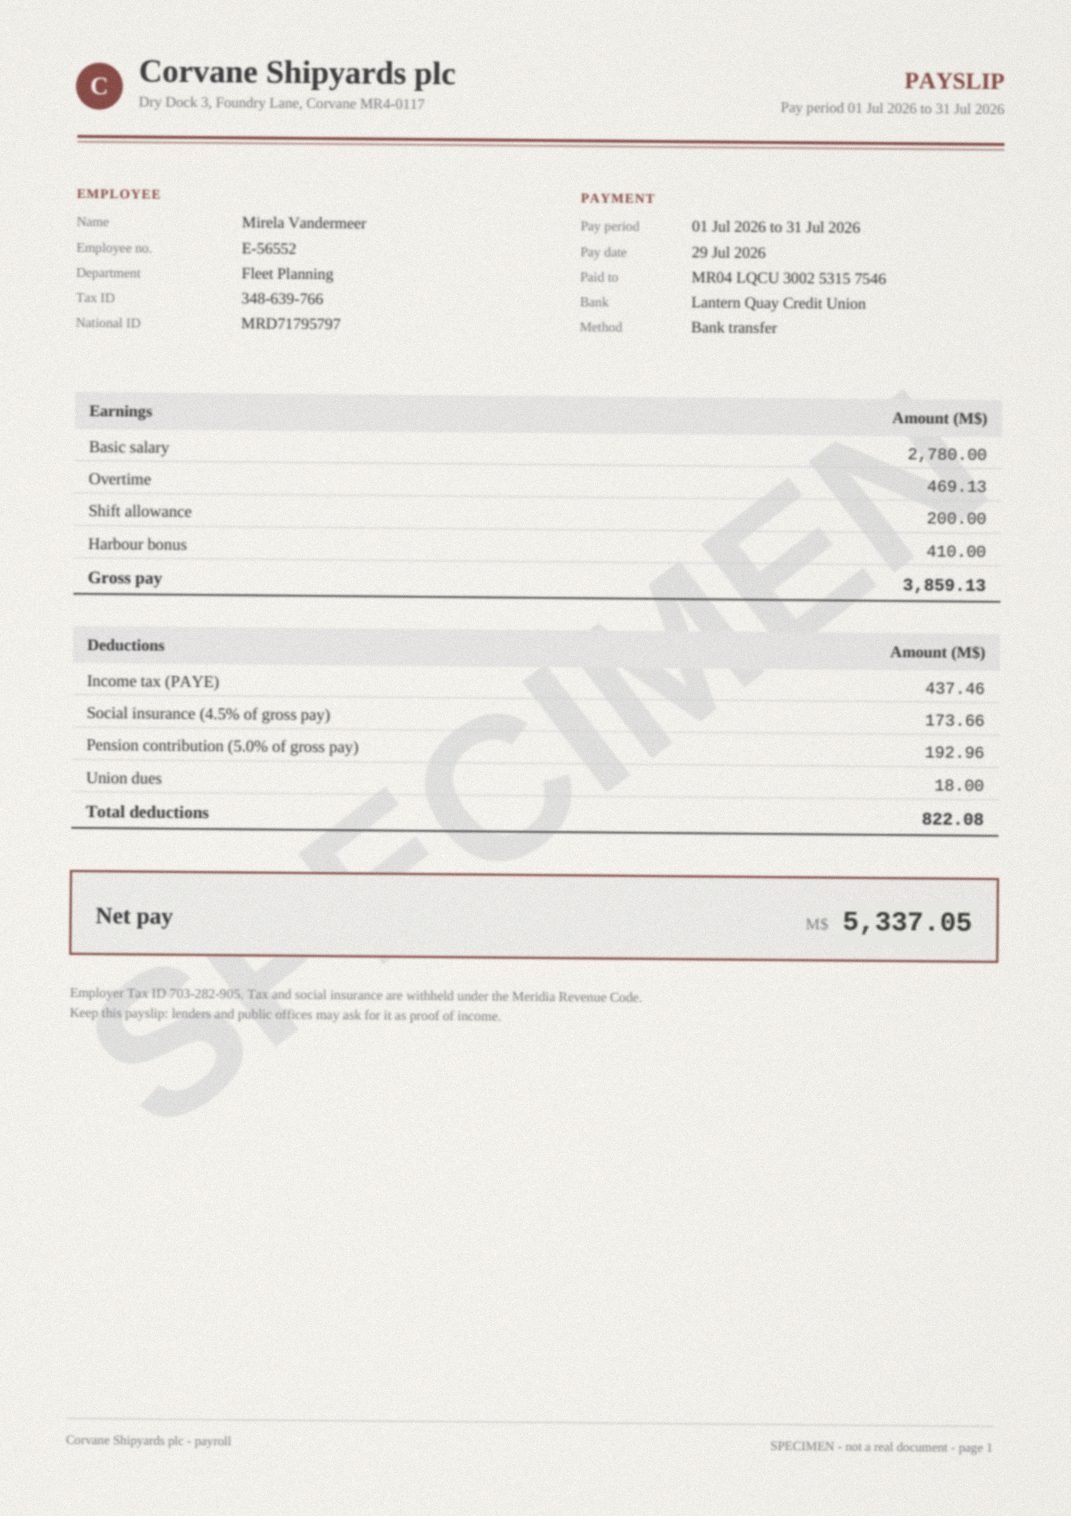 C
Corvane Shipyards plc
Dry Dock 3, Foundry Lane, Corvane MR4-0117
PAYSLIP
Pay period 01 Jul 2026 to 31 Jul 2026
EMPLOYEE
Name Mirela Vandermeer
Employee no. E-56552
Department Fleet Planning
Tax ID 348-639-766
National ID MRD71795797
PAYMENT
Pay period 01 Jul 2026 to 31 Jul 2026
Pay date 29 Jul 2026
Paid to MR04 LQCU 3002 5315 7546
Bank Lantern Quay Credit Union
Method Bank transfer
Earnings Amount (M$)
Basic salary 2,780.00
Overtime 469.13
Shift allowance 200.00
Harbour bonus 410.00
Gross pay 3,859.13
Deductions Amount (M$)
Income tax (PAYE) 437.46
Social insurance (4.5% of gross pay) 173.66
Pension contribution (5.0% of gross pay) 192.96
Union dues 18.00
Total deductions 822.08
Net pay M$ 5,337.05
Employer Tax ID 703-282-905. Tax and social insurance are withheld under the Meridia Revenue Code.
Keep this payslip: lenders and public offices may ask for it as proof of income.
SPECIMEN
Corvane Shipyards plc - payroll
SPECIMEN - not a real document - page 1